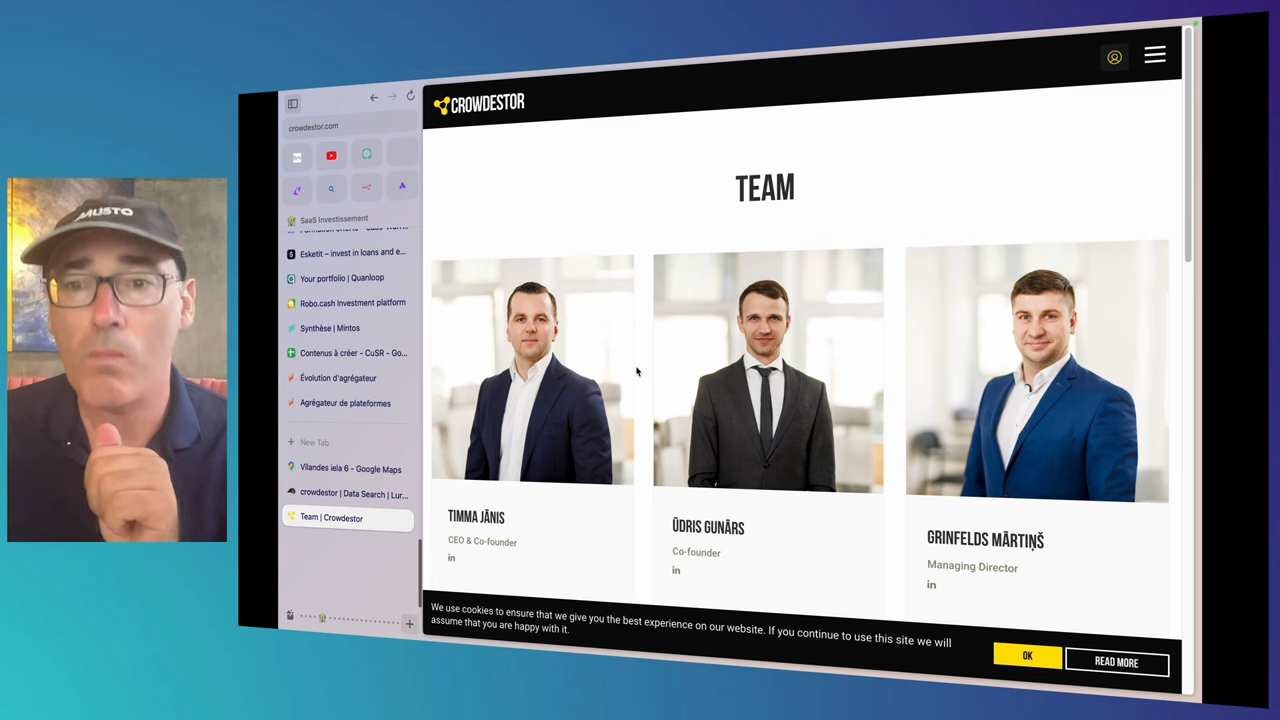 MUSTO
crowdestor.com
SaaS Investissement
Esketit – invest in loans and e...
Your portfolio | Quanloop
Robo.cash Investment platform
Synthèse | Mintos
Contenus à créer - CuSR - Go...
Évolution d'agrégateur
Agrégateur de plateformes
New Tab
Vilandes iela 6 - Google Maps
crowdestor | Data Search | Lur...
Team | Crowdestor
CROWDESTOR
TEAM
TIMMA JĀNIS
CEO & Co-founder
in
ŪDRIS GUNĀRS
Co-founder
in
GRINFELDS MĀRTIŅŠ
Managing Director
in
We use cookies to ensure that we give you the best experience on our website. If you continue to use this site we will
assume that you are happy with it.
OK
READ MORE